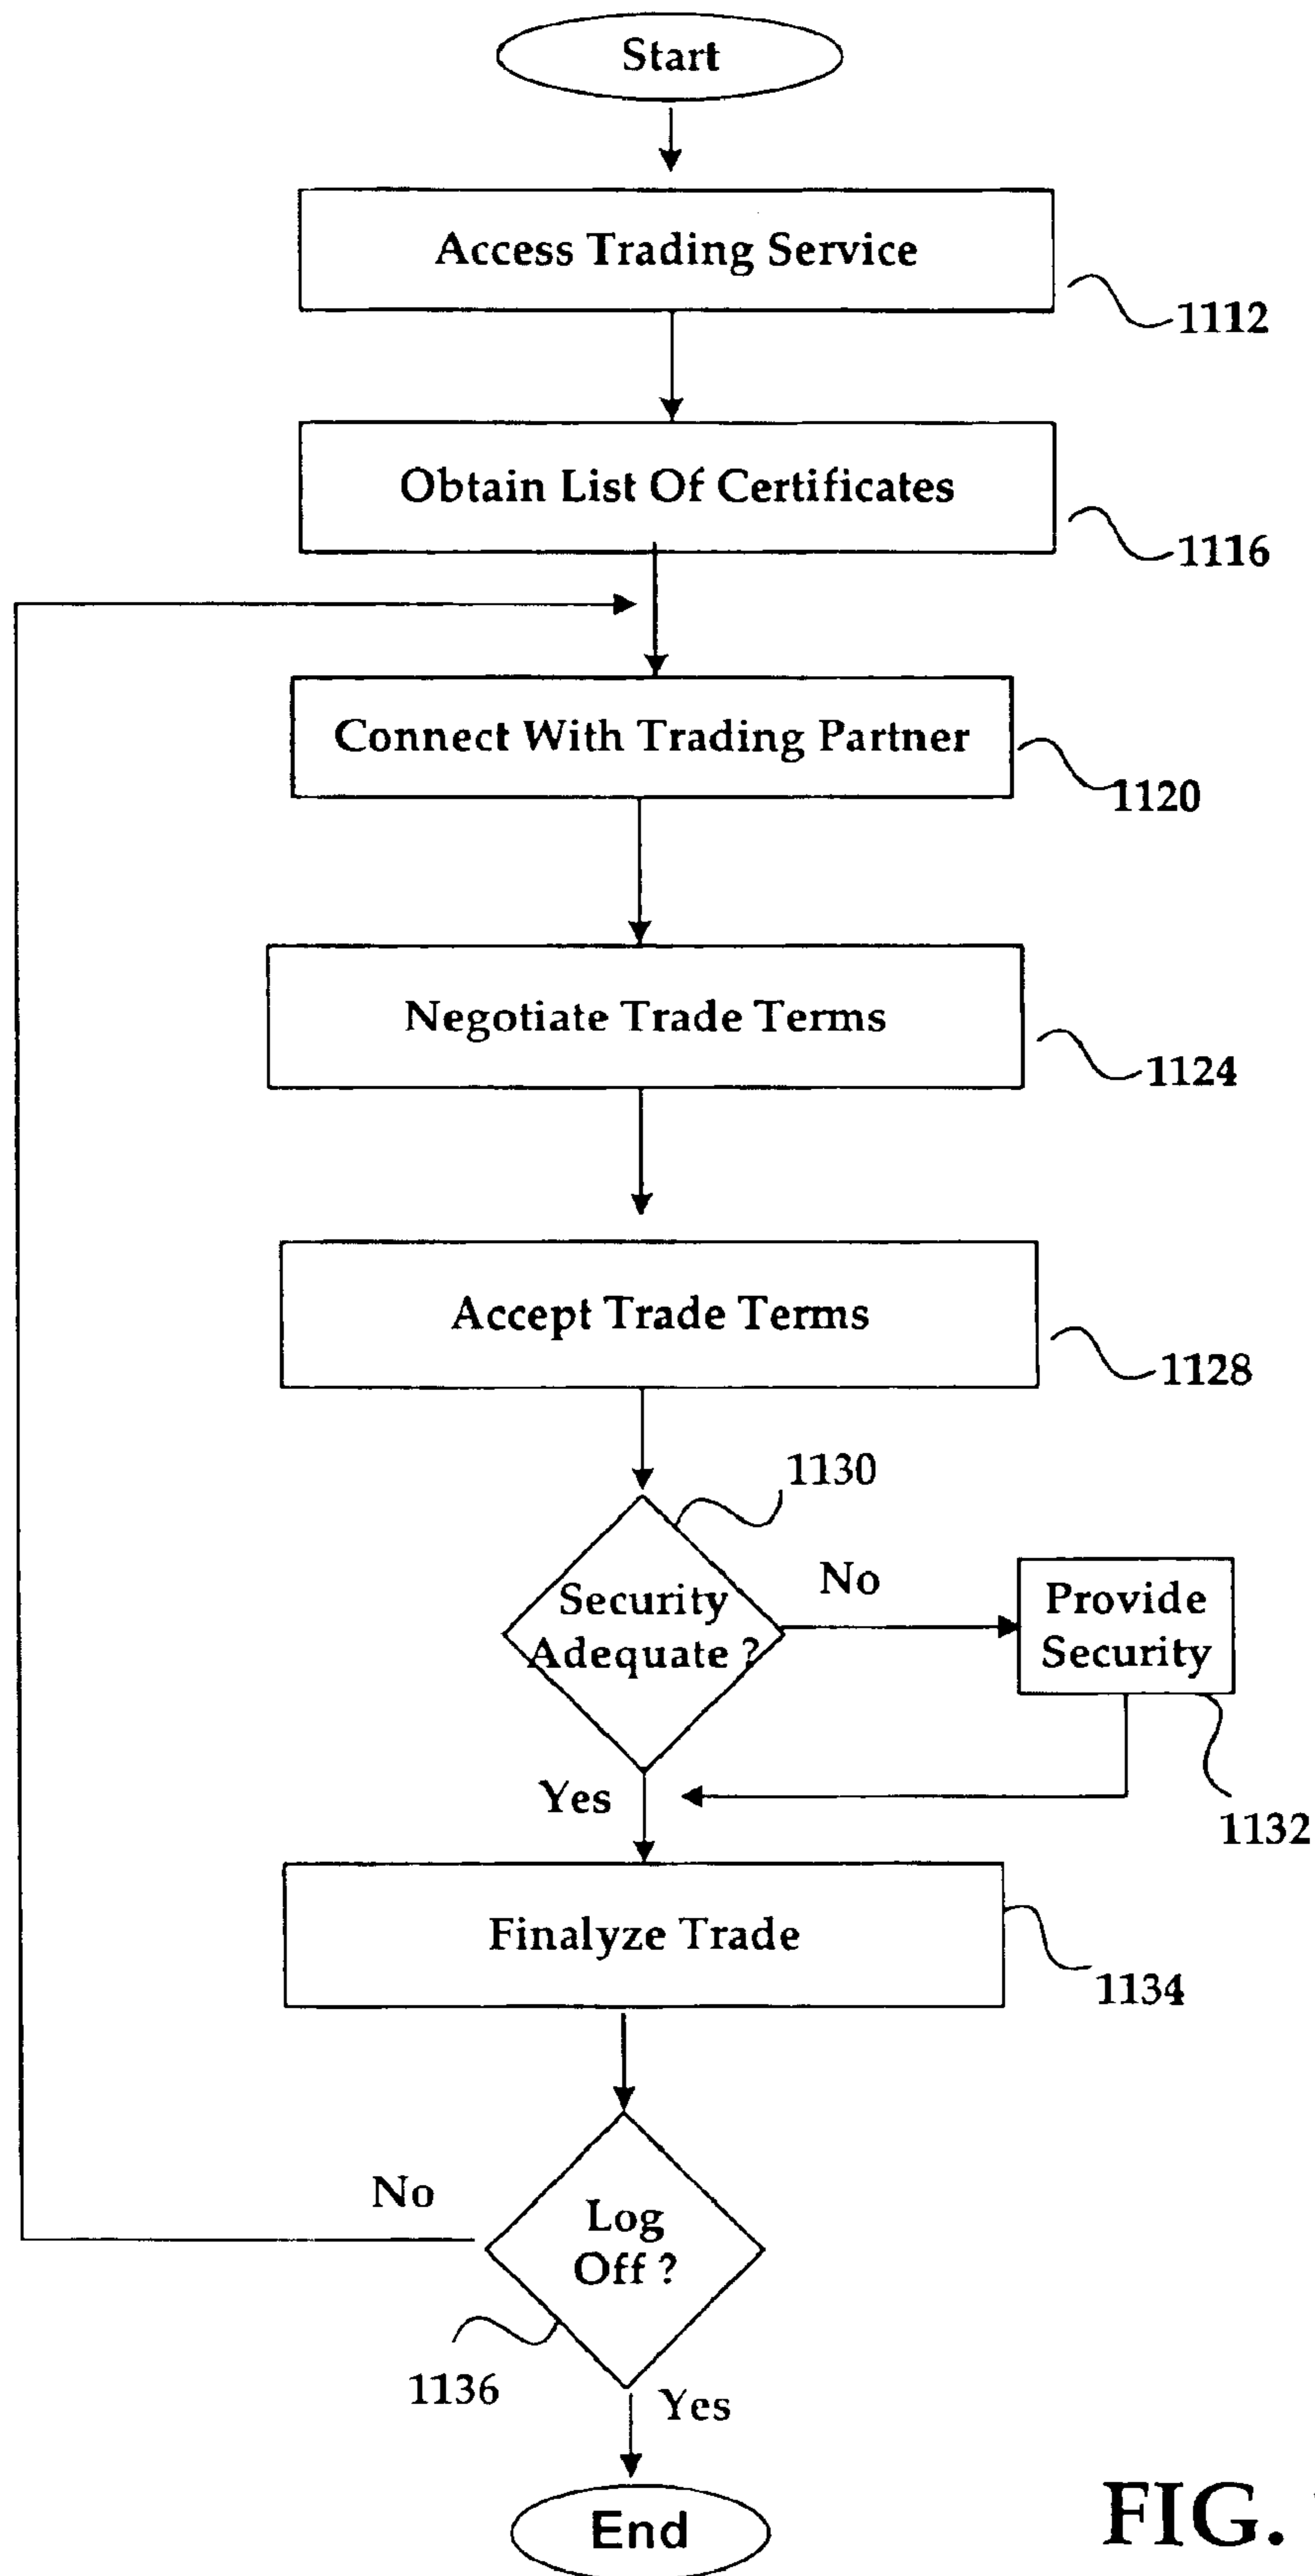 Start
Access Trading Service
1112
Obtain List Of Certificates
1116
Connect With Trading Partner
1120
Negotiate Trade Terms
1124
Accept Trade Terms
1128
1130
Security
Adequate ?
No
Provide
Security
1132
Yes
Finalyze Trade
1134
No
Log
Off ?
1136
Yes
End
FIG.